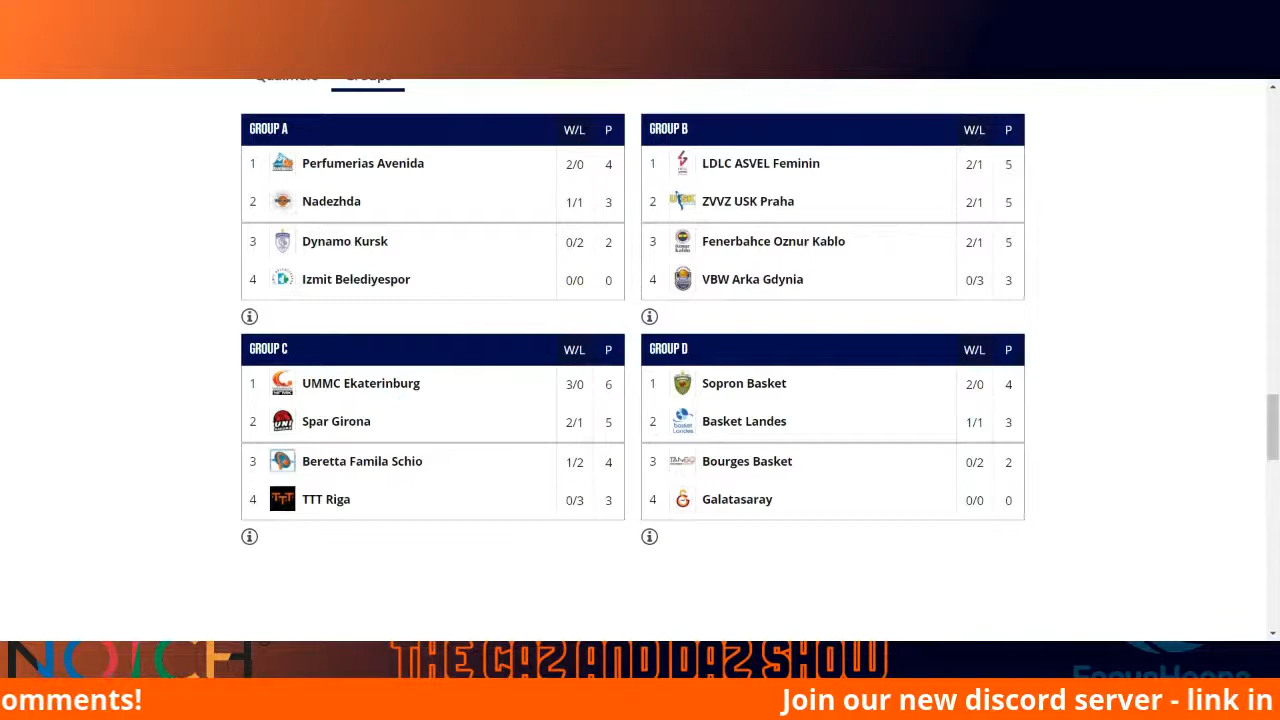 Qualifiers Groups
GROUP A W/L P
1 Perfumerias Avenida 2/0 4
2 Nadezhda 1/1 3
3 Dynamo Kursk 0/2 2
4 Izmit Belediyespor 0/0 0
GROUP B W/L P
1 LDLC ASVEL Feminin 2/1 5
2 ZVVZ USK Praha 2/1 5
3 Fenerbahce Oznur Kablo 2/1 5
4 VBW Arka Gdynia 0/3 3
GROUP C W/L P
1 UMMC Ekaterinburg 3/0 6
2 Spar Girona 2/1 5
3 Beretta Famila Schio 1/2 4
4 TTT Riga 0/3 3
GROUP D W/L P
1 Sopron Basket 2/0 4
2 Basket Landes 1/1 3
3 Bourges Basket 0/2 2
4 Galatasaray 0/0 0
NOTCH
THE CAZ AND DAZ SHOW
FocusHoops
omments! Join our new discord server - link in